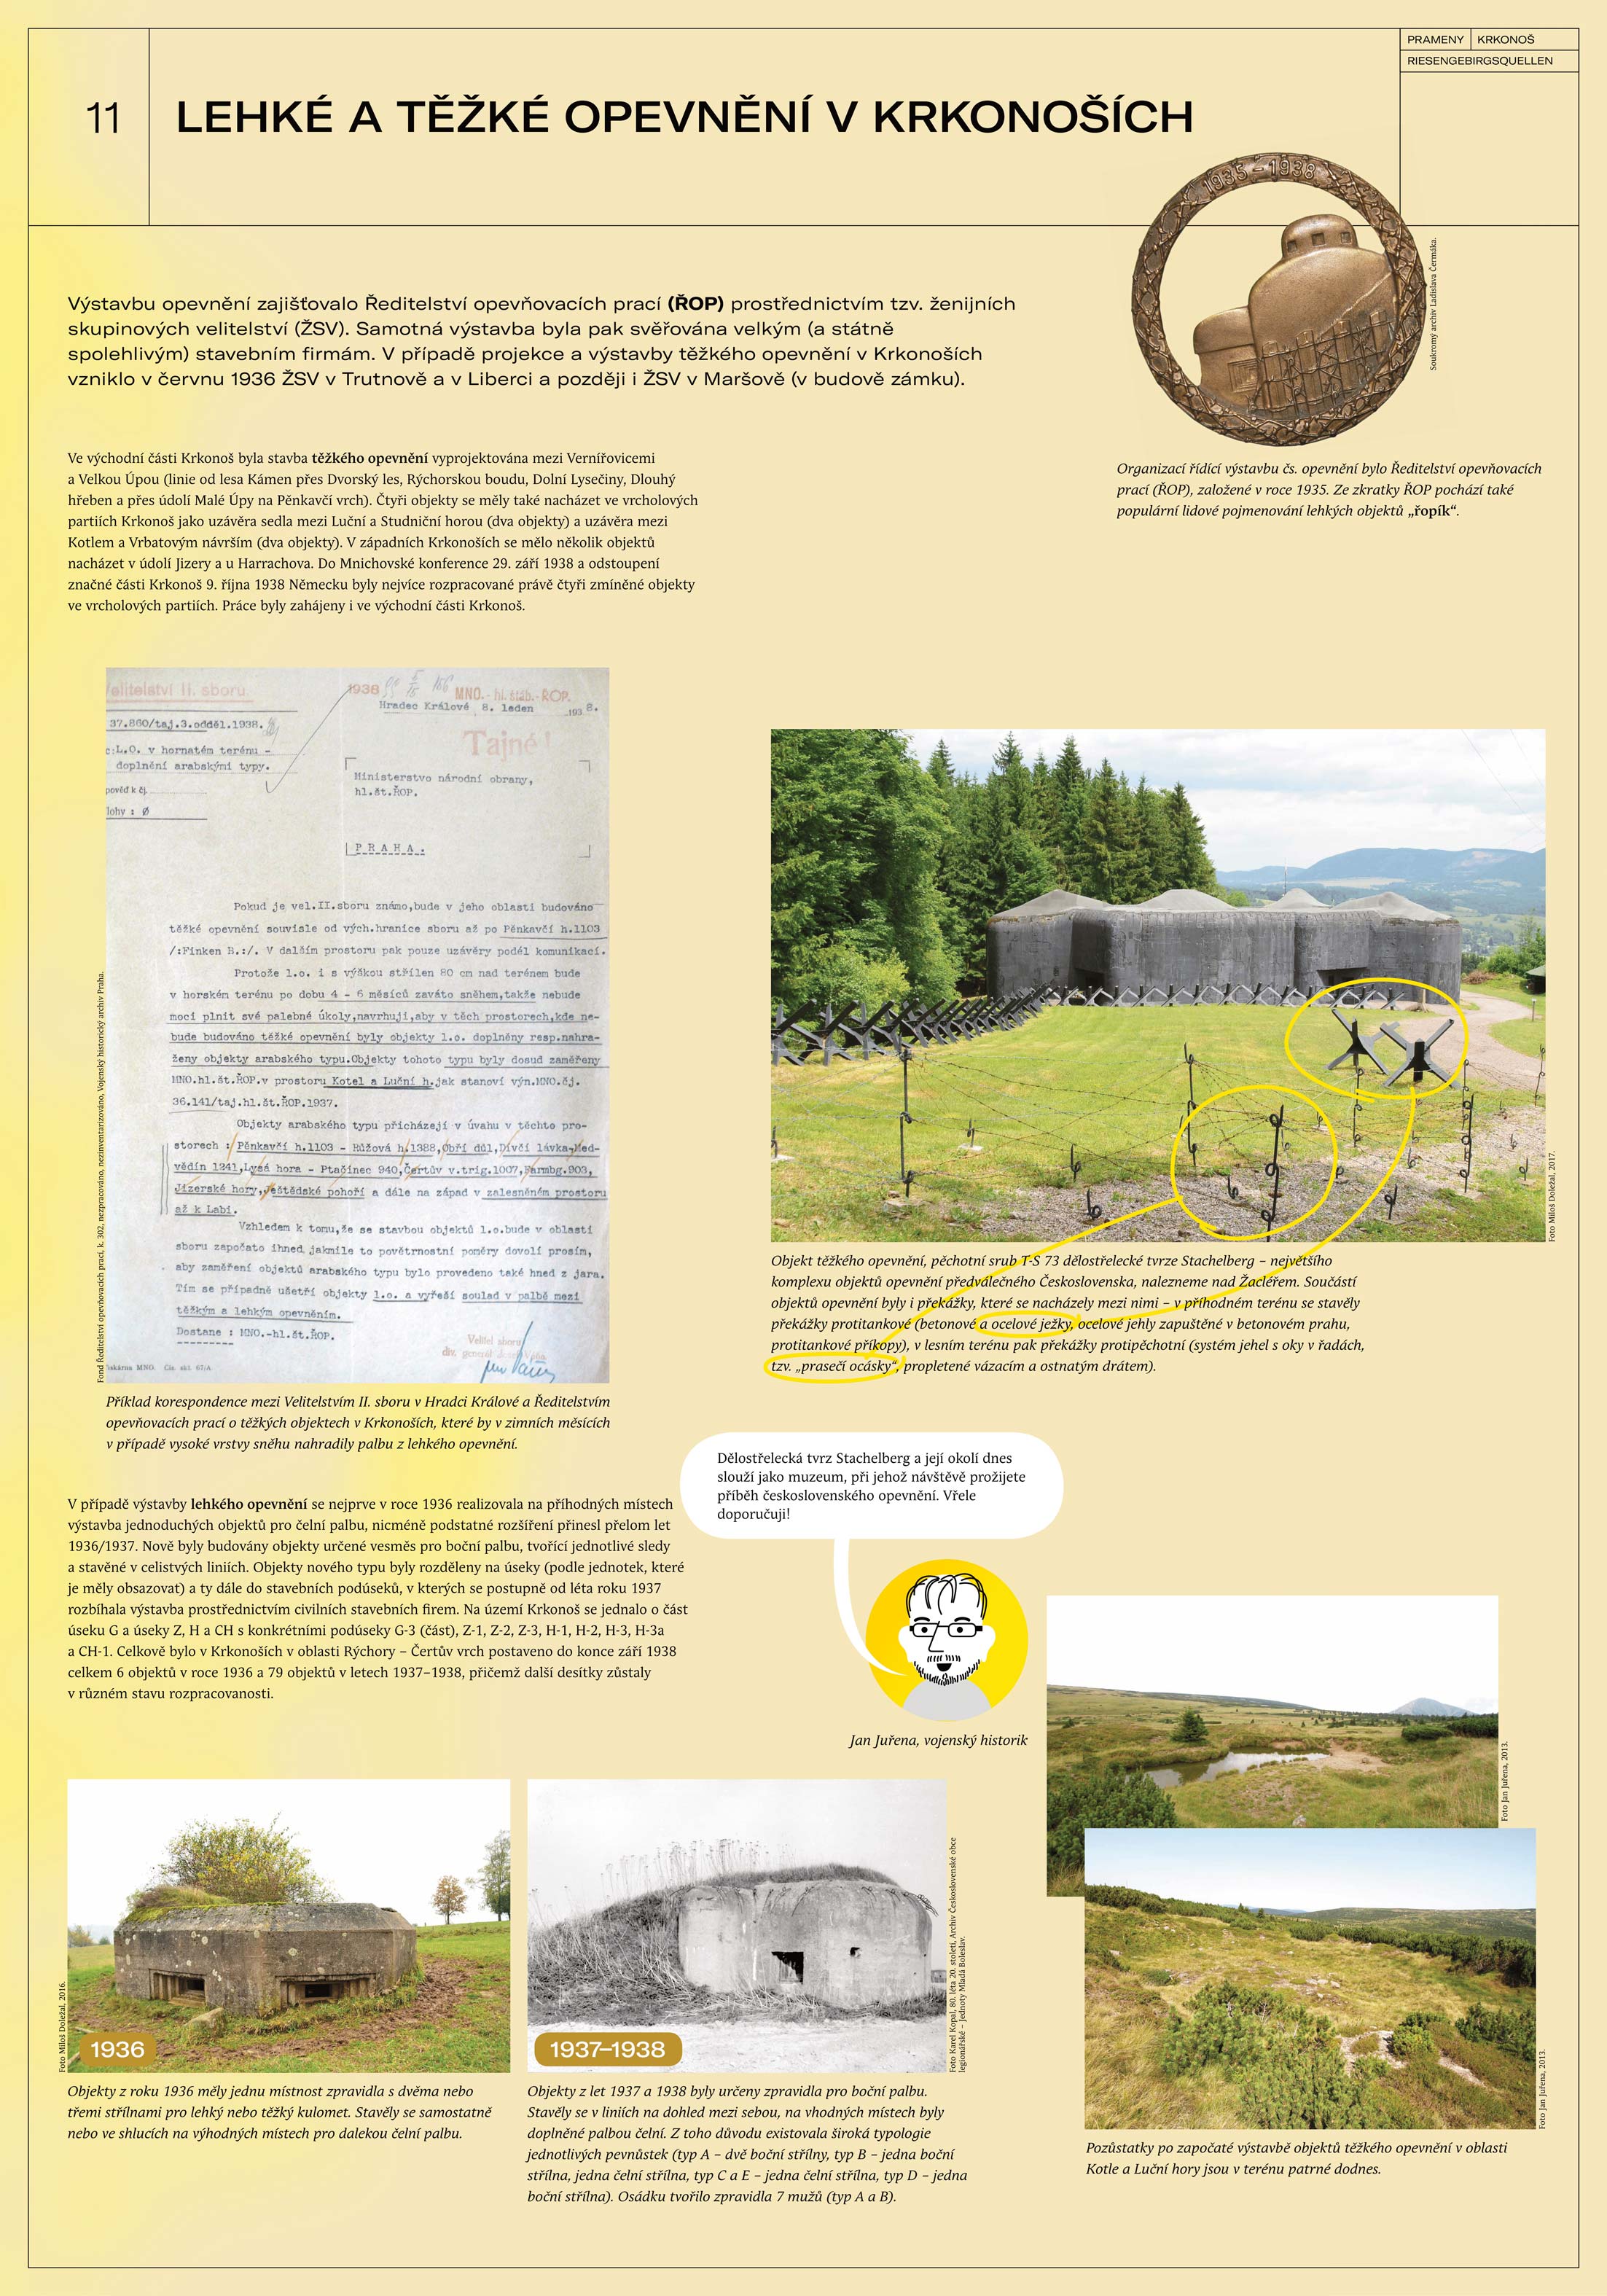 PRAMENY KRKONOŠ
RIESENGEBIRGSQUELLEN
11
LEHKÉ A TĚŽKÉ OPEVNĚNÍ V KRKONOŠÍCH
1935–1938
Soukromý archiv Ladislava Čermáka.
Výstavbu opevnění zajišťovalo Ředitelství opevňovacích prací (ŘOP) prostřednictvím tzv. ženijních
skupinových velitelství (ŽSV). Samotná výstavba byla pak svěřována velkým (a státně
spolehlivým) stavebním firmám. V případě projekce a výstavby těžkého opevnění v Krkonoších
vzniklo v červnu 1936 ŽSV v Trutnově a v Liberci a později i ŽSV v Maršově (v budově zámku).
Organizací řídící výstavbu čs. opevnění bylo Ředitelství opevňovacích
prací (ŘOP), založené v roce 1935. Ze zkratky ŘOP pochází také
populární lidové pojmenování lehkých objektů „řopík“.
Ve východní části Krkonoš byla stavba těžkého opevnění vyprojektována mezi Verníovicemi
a Velkou Úpou (linie od lesa Kámen přes Dvorský les, Rýchorskou boudu, Dolní Lysečiny, Dlouhý
hřeben a přes údolí Malé Úpy na Pěnkavčí vrch). Čtyři objekty se měly také nacházet ve vrcholových
partiích Krkonoš jako uzávěra sedla mezi Luční a Studniční horou (dva objekty) a uzávěra mezi
Kotlem a Vrbatovým návrším (dva objekty). V západních Krkonoších se mělo několik objektů
nacházet v údolí Jizery a u Harrachova. Do Mnichovské konference 29. září 1938 a odstoupení
značné části Krkonoš 9. října 1938 Německu byly nejvíce rozpracované právě čtyři zmíněné objekty
ve vrcholových partiích. Práce byly zahájeny i ve východní části Krkonoš.
elitelství II. sboru.
1938
MNO.- hl. štáb.-ŘOP.
Hradec Králové 8. leden 1938.
37.860/taj.3.odděl.1938.
Tajné!
c:L.O. v hornatém terénu -
doplnění arabskými typy.
Ministerstvo národní obrany,
hl.št.ŘOP.
pověď k čj.
lohy : Ø
PRAHA.
Pokud je vel.II.sboru známo,bude v jeho oblasti budováno
těžké opevnění souvisle od vých.hranice sboru až po Pěnkavčí h.1103
/:Finken R.:/. V dalším prostoru pak pouze uzávěry podél komunikací.
Protože l.o. i s výškou střílen 80 cm nad terénem bude
v horském terénu po dobu 4 - 6 měsíců zaváto sněhem,takže nebude
moci plnit své palebné úkoly,navrhuji,aby v těch prostorech,kde ne-
bude budováno těžké opevnění byly objekty l.o. doplněny resp.nahra-
ženy objekty arabského typu.Objekty tohoto typu byly dosud zaměřeny
MNO.hl.št.ŘOP.v prostoru Kotel a Luční h.jak stanoví výn.MNO.čj.
36.141/taj.hl.št.ŘOP.1937.
Objekty arabského typu přicházejí v úvahu v těchto pro-
storech : Pěnkavčí h.1103 - Růžová h.1388,Obří důl,Dívčí lávka-Med-
vědín 1241,Lysá hora - Ptačinec 940,Čertův v.trig.1007,Farmbg.903,
Jizerské hory,Ještědské pohoří a dále na západ v zalesněném prostoru
až k Labi.
Vzhledem k tomu,že se stavbou objektů l.o.bude v oblasti
sboru započato ihned jakmile to povětrnostní poměry dovolí prosím,
aby zaměření objektů arabského typu bylo provedeno také hned z jara.
Tím se případně ušetří objekty l.o. a vyřeší soulad v palbě mezi
těžkým a lehkým opevněním.
Dostane : MNO.-hl.št.ŘOP.
Velitel sboru
div. generál
iskárna MNO. Čís. skl. 67/A
Fond Ředitelství opevňovacích prací, k. 302, nezpracováno, neinventarizováno, Vojenský historický archiv Praha.
Příklad korespondence mezi Velitelstvím II. sboru v Hradci Králové a Ředitelstvím
opevňovacích prací o těžkých objektech v Krkonoších, které by v zimních měsících
v případě vysoké vrstvy sněhu nahradily palbu z lehkého opevnění.
Foto Miloš Doležal, 2017.
Objekt těžkého opevnění, pěchotní srub T-S 73 dělostřelecké tvrze Stachelberg – největšího
komplexu objektů opevnění předválečného Československa, nalezneme nad Žacléřem. Součástí
objektů opevnění byly i překážky, které se nacházely mezi nimi – v příhodném terénu se stavěly
překážky protitankové (betonové a ocelové ježky, ocelové jehly zapuštěné v betonovém prahu,
protitankové příkopy), v lesním terénu pak překážky protipěchotní (systém jehel s oky v řadách,
tzv. „prasečí ocásky“, propletené vázacím a ostnatým drátem).
Dělostřelecká tvrz Stachelberg a její okolí dnes
slouží jako muzeum, při jehož návštěvě prožijete
příběh československého opevnění. Vřele
doporučuji!
Jan Juřena, vojenský historik
V případě výstavby lehkého opevnění se nejprve v roce 1936 realizovala na příhodných místech
výstavba jednoduchých objektů pro čelní palbu, nicméně podstatné rozšíření přinesl přelom let
1936/1937. Nově byly budovány objekty určené vesměs pro boční palbu, tvořící jednotlivé sledy
a stavěné v celistvých liniích. Objekty nového typu byly rozděleny na úseky (podle jednotek, které
je měly obsazovat) a ty dále do stavebních podúseků, v kterých se postupně od léta roku 1937
rozbíhala výstavba prostřednictvím civilních stavebních firem. Na území Krkonoš se jednalo o část
úseku G a úseky Z, H a CH s konkrétními podúseky G-3 (část), Z-1, Z-2, Z-3, H-1, H-2, H-3, H-3a
a CH-1. Celkově bylo v Krkonoších v oblasti Rýchory – Čertův vrch postaveno do konce září 1938
celkem 6 objektů v roce 1936 a 79 objektů v letech 1937–1938, přičemž další desítky zůstaly
v různém stavu rozpracovanosti.
Foto Miloš Doležal, 2016.
1936
Objekty z roku 1936 měly jednu místnost zpravidla s dvěma nebo
třemi střílnami pro lehký nebo těžký kulomet. Stavěly se samostatně
nebo ve shlucích na výhodných místech pro dalekou čelní palbu.
1937–1938
Foto Karel Kopal, 80. léta 20. století, Archiv Československé obce
legionářské – Jednoty Mladá Boleslav.
Objekty z let 1937 a 1938 byly určeny zpravidla pro boční palbu.
Stavěly se v liniích na dohled mezi sebou, na vhodných místech byly
doplněné palbou čelní. Z toho důvodu existovala široká typologie
jednotlivých pevnůstek (typ A – dvě boční střílny, typ B – jedna boční
střílna, jedna čelní střílna, typ C a E – jedna čelní střílna, typ D – jedna
boční střílna). Osádku tvořilo zpravidla 7 mužů (typ A a B).
Foto Jan Juřena, 2013.
Foto Jan Juřena, 2013.
Pozůstatky po započaté výstavbě objektů těžkého opevnění v oblasti
Kotle a Luční hory jsou v terénu patrné dodnes.